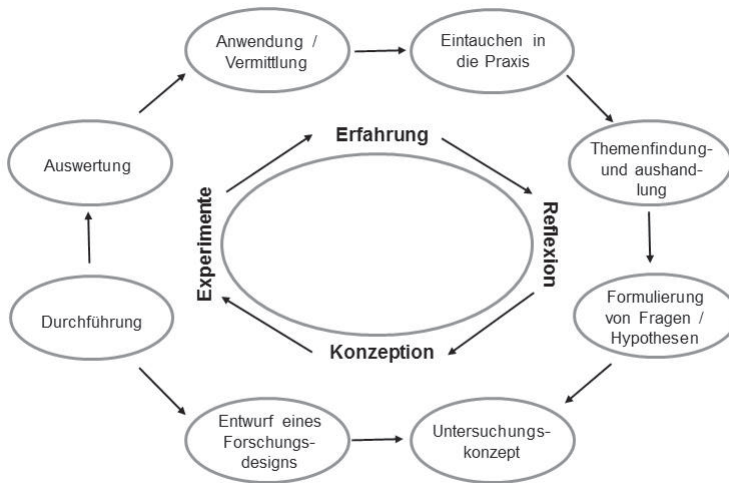 Anwendung /
Vermittlung
Eintauchen in
die Praxis
Themenfindung-
und aushand-
lung
Formulierung
von Fragen /
Hypothesen
Untersuchungs-
konzept
Entwurf eines
Forschungs-
designs
Durchführung
Auswertung
Erfahrung
Reflexion
Konzeption
Experimente